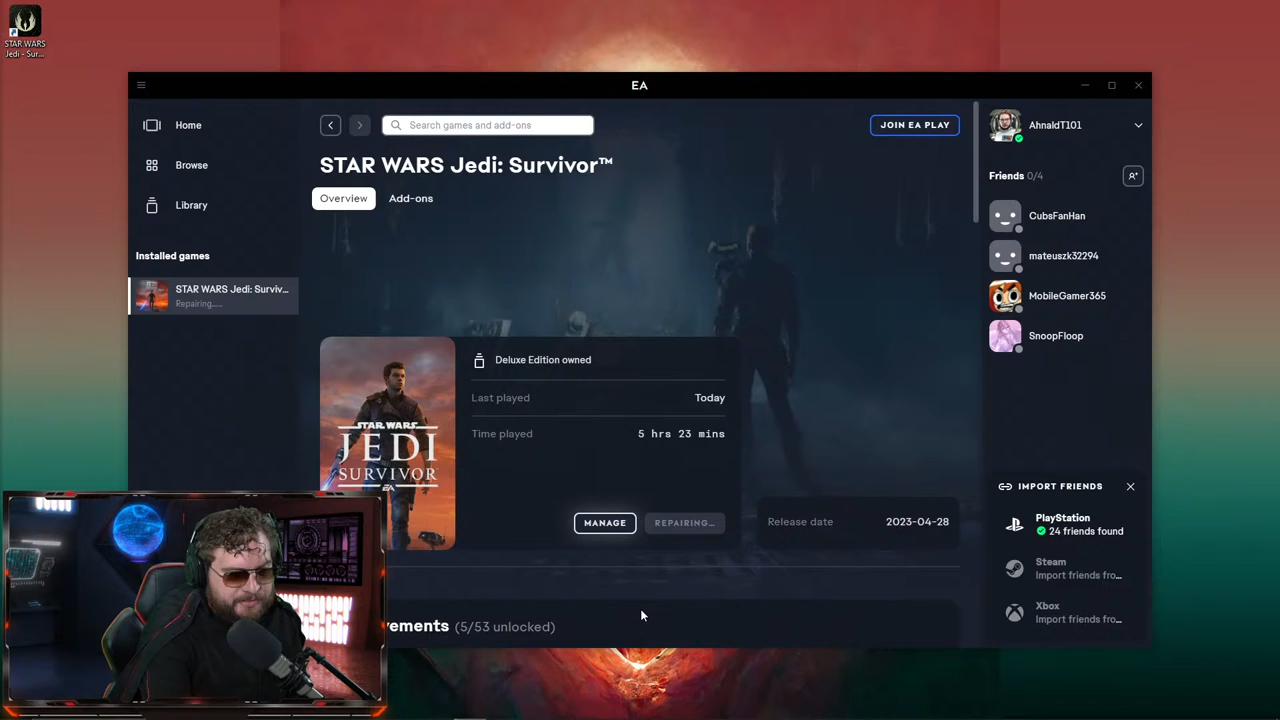 STAR WARS
Jedi - Sur...
EA
Home
Browse
Library
Installed games
STAR WARS Jedi: Surviv...
Repairing.....
Search games and add-ons
JOIN EA PLAY
STAR WARS Jedi: Survivor™
Overview
Add-ons
STAR WARS
JEDI
SURVIVOR
EA
Deluxe Edition owned
Last played
Today
Time played
5 hrs 23 mins
MANAGE
REPAIRING...
Release date
2023-04-28
vements (5/53 unlocked)
AhnaldT101
Friends 0/4
CubsFanHan
mateuszk32294
MobileGamer365
SnoopFloop
IMPORT FRIENDS
PlayStation
24 friends found
Steam
Import friends fro...
Xbox
Import friends fro...